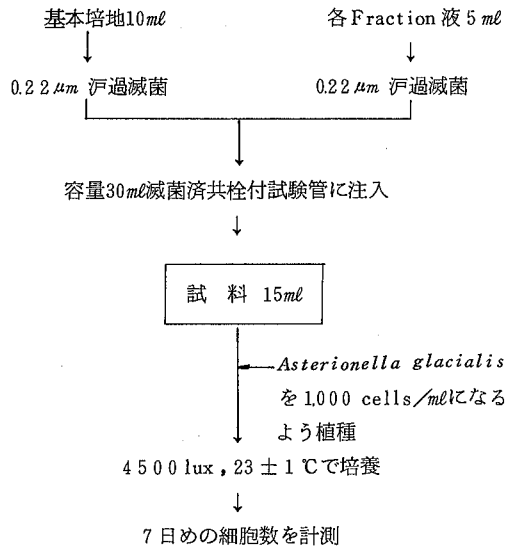 基本培地10mℓ
各Fraction液5mℓ
0.22μm 沪過滅菌
0.22μm 沪過滅菌
容量30mℓ滅菌済共栓付試験管に注入
試料 15mℓ
Asterionella glacialis
を1,000 cells/mℓになる
よう植種
4500 lux , 23±1℃で培養
7日めの細胞数を計測